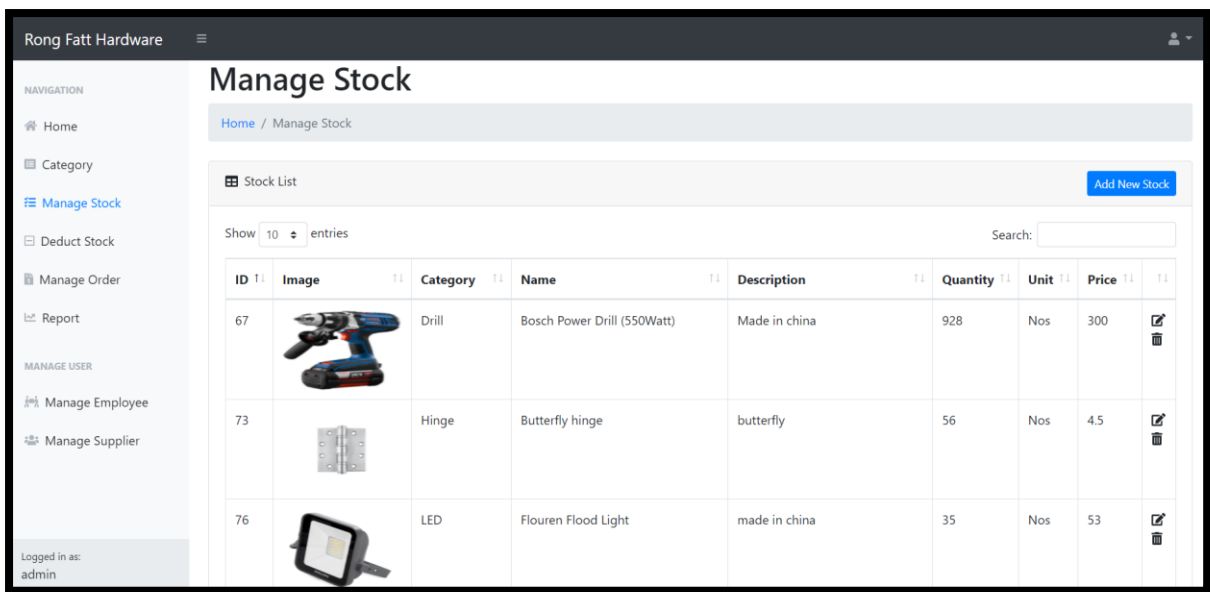 Rong Fatt Hardware
NAVIGATION
Home
Category
Manage Stock
Deduct Stock
Manage Order
Report
MANAGE USER
Manage Employee
Manage Supplier
Logged in as:
admin
Manage Stock
Home / Manage Stock
Stock List
Add New Stock
Show 10 entries
Search:
ID Image Category Name Description Quantity Unit Price
67 Drill Bosch Power Drill (550Watt) Made in china 928 Nos 300
73 Hinge Butterfly hinge butterfly 56 Nos 4.5
76 LED Flouren Flood Light made in china 35 Nos 53